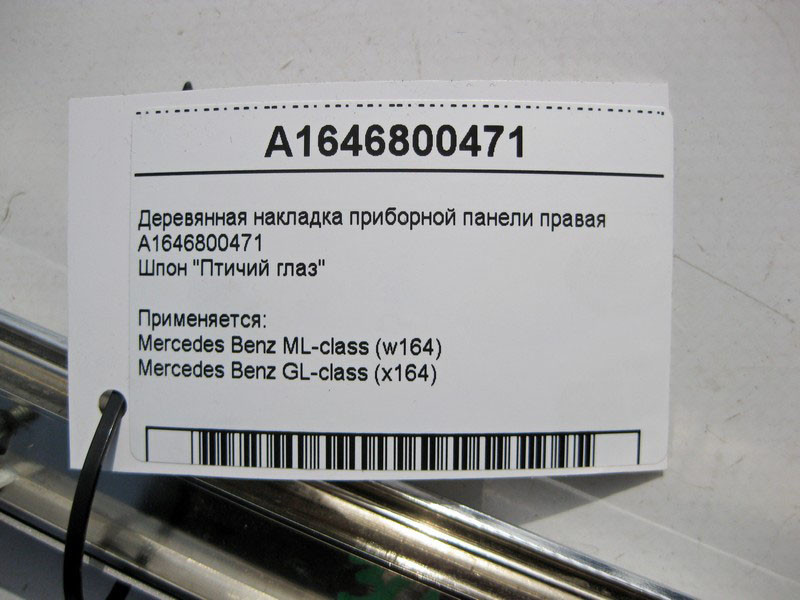 A1646800471
Деревянная накладка приборной панели правая
A1646800471
Шпон "Птичий глаз"
Применяется:
Mercedes Benz ML-class (w164)
Mercedes Benz GL-class (x164)